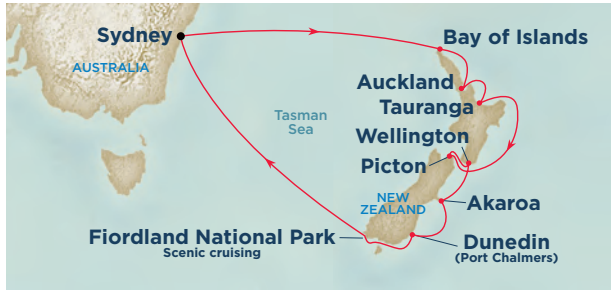 Sydney
Bay of Islands
AUSTRALIA
Auckland
Tauranga
Tasman
Sea
Wellington
Picton
NEW
ZEALAND
Akaroa
Fiordland National Park
Scenic cruising
Dunedin
(Port Chalmers)